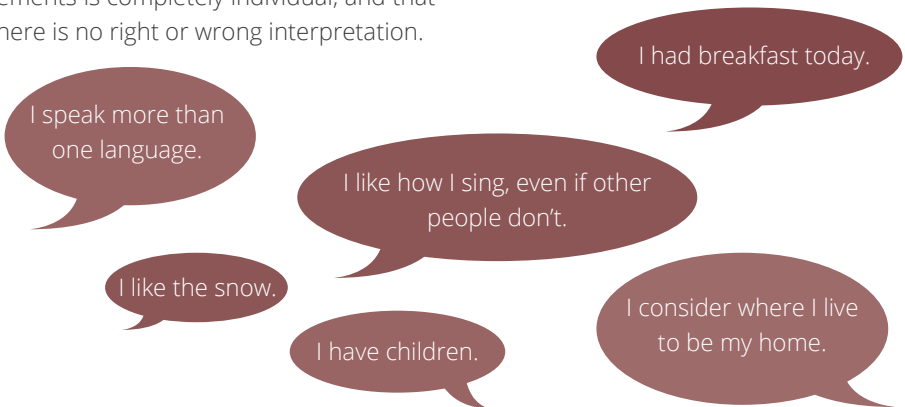 ements is completely individual, and that
here is no right or wrong interpretation.
I had breakfast today.
I speak more than
one language.
I like how I sing, even if other
people don’t.
I like the snow.
I consider where I live
to be my home.
I have children.